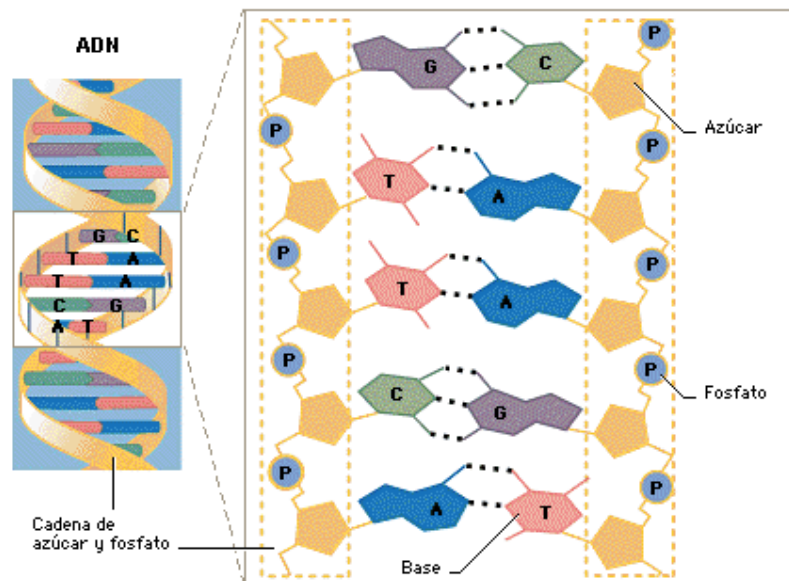 ADN
G C
T A
T A
C G
A T
Cadena de
azúcar y fosfato
P
G C
Azúcar
P P
T A
P P
T A
P P
Fosfato
C G
P P
A T
Base